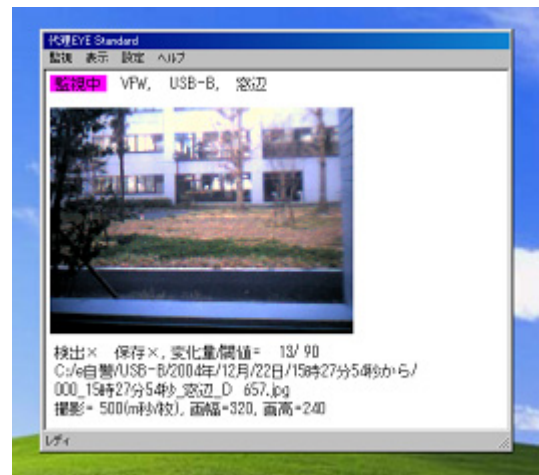 代理EYE Standard
監視 表示 設定 ヘルプ
監視中 VFW, USB-B, 窓辺
検出× 保存×, 変化量/閾値= 13/ 90
C:/e自警/USB-B/2004年/12月/22日/15時27分54秒から/
000_15時27分54秒_窓辺_D 657.jpg
撮影= 500(m秒/枚), 画幅=320, 画高=240
レディ